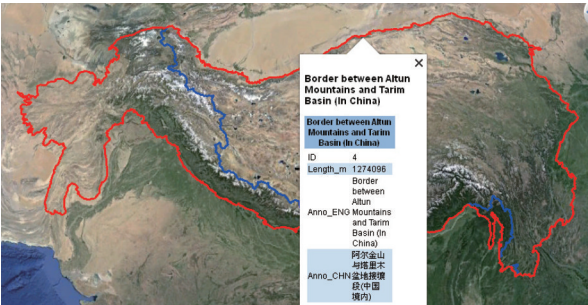 ×
Border between Altun
Mountains and Tarim
Basin (In China)
Border between Altun
Mountains and Tarim
Basin (In China)
ID 4
Length_m 1274096
Border
between
Altun
Anno_ENG Mountains
and Tarim
Basin (In
China)
阿尔金山
与塔里木
Anno_CHN 盆地接壤
段(中国
境内)